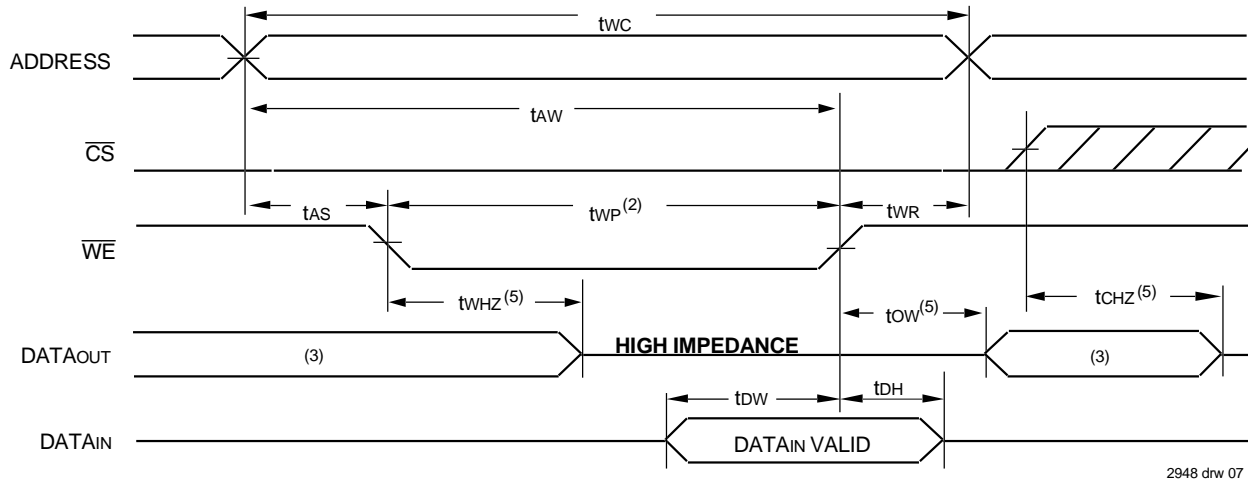 tWC
ADDRESS
tAW
CS
tAS
tWP(2)
tWR
WE
tWHZ(5)
tOW(5)
tCHZ(5)
DATAOUT
(3)
HIGH IMPEDANCE
(3)
tDW
tDH
DATAIN
DATAIN VALID
2948 drw 07